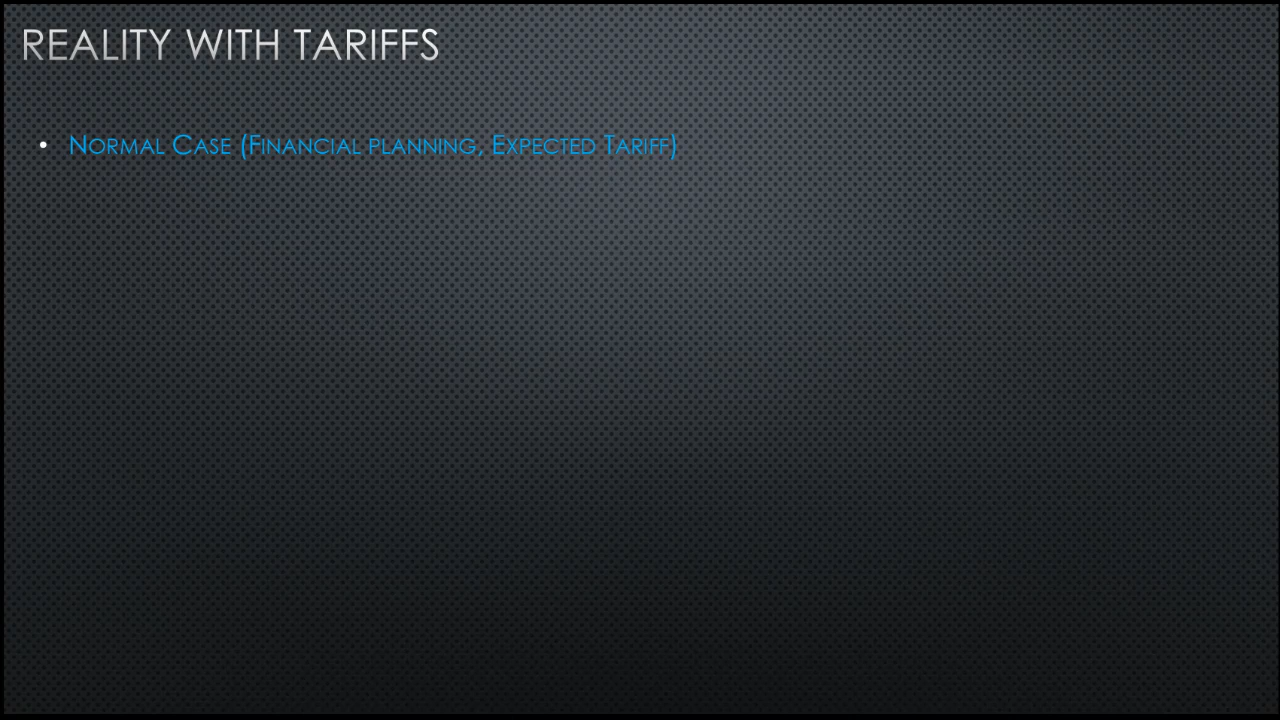 REALITY WITH TARIFFS
• NORMAL CASE (FINANCIAL PLANNING, EXPECTED TARIFF)